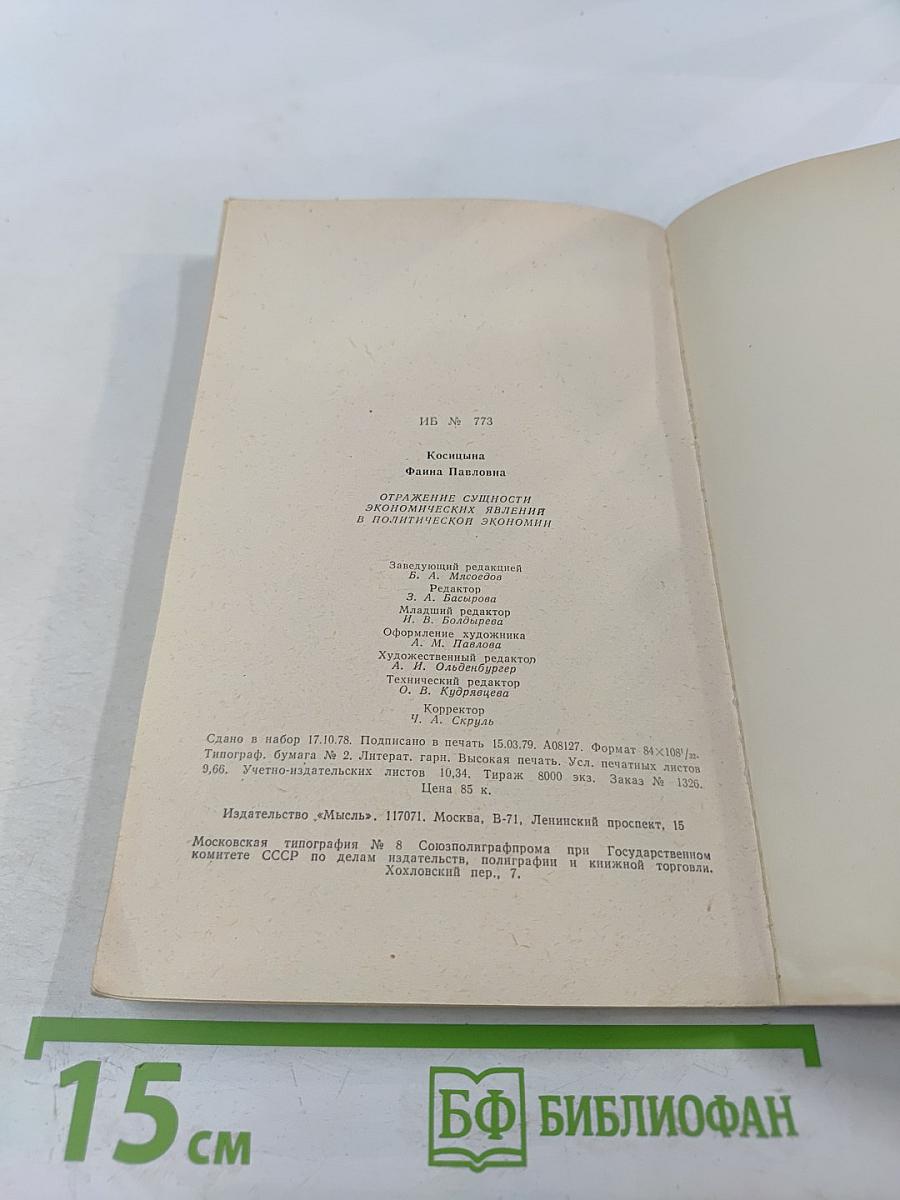 ИБ № 773
Косицына
Фаина Павловна
ОТРАЖЕНИЕ СУЩНОСТИ
ЭКОНОМИЧЕСКИХ ЯВЛЕНИЙ
В ПОЛИТИЧЕСКОЙ ЭКОНОМИИ
Заведующий редакцией
Б. А. Мясоедов
Редактор
З. А. Басырова
Младший редактор
И. В. Болдырева
Оформление художника
А. М. Павлова
Художественный редактор
А. И. Ольденбургер
Технический редактор
О. В. Кудрявцева
Корректор
Ч. А. Скруль
Сдано в набор 17.10.78. Подписано в печать 15.03.79. А08127. Формат 84×108¹/₃₂.
Типограф. бумага № 2. Литерат. гарн. Высокая печать. Усл. печатных листов
9,66. Учетно-издательских листов 10,34. Тираж 8000 экз. Заказ № 1326.
Цена 85 к.
Издательство «Мысль». 117071. Москва, В-71, Ленинский проспект, 15
Московская типография № 8 Союзполиграфпрома при Государственном
комитете СССР по делам издательств, полиграфии и книжной торговли.
Хохловский пер., 7.
15 см
БФ БИБЛИОФАН